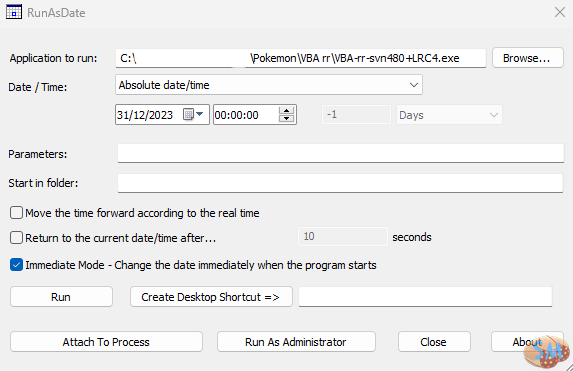 RunAsDate
Application to run: C:\ \Pokemon\VBA rr\VBA-rr-svn480+LRC4.exe Browse...
Date / Time: Absolute date/time
31/12/2023 00:00:00 -1 Days
Parameters:
Start in folder:
Move the time forward according to the real time
Return to the current date/time after... 10 seconds
Immediate Mode - Change the date immediately when the program starts
Run Create Desktop Shortcut =>
Attach To Process Run As Administrator Close About